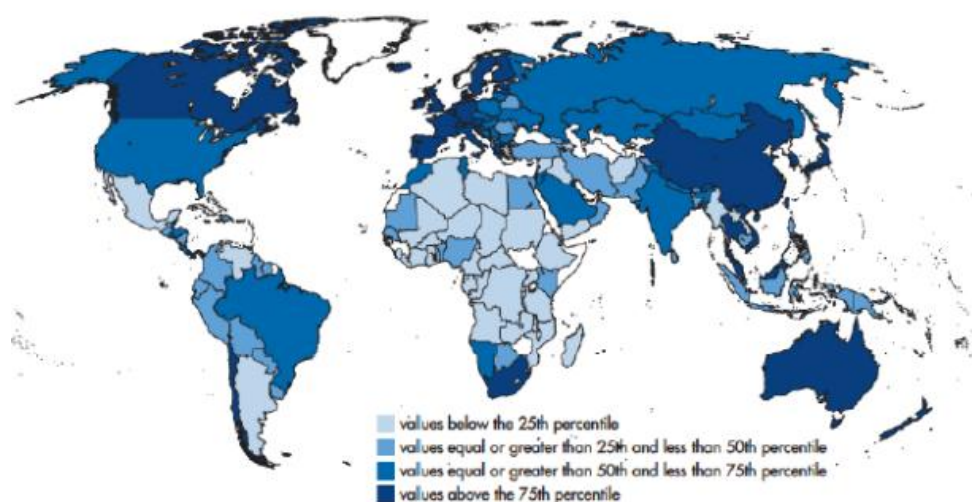 values below the 25th percentile
values equal or greater than 25th and less than 50th percentile
values equal or greater than 50th and less than 75th percentile
values above the 75th percentile